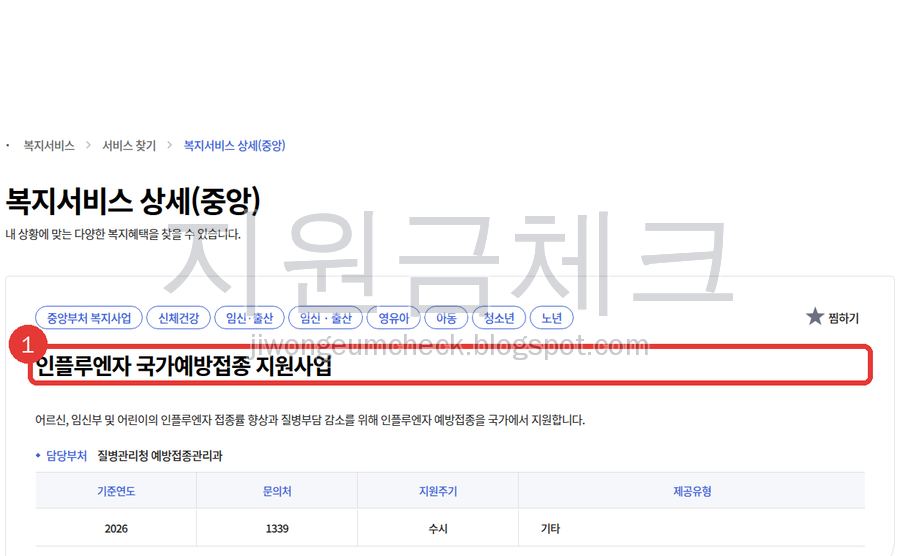 복지서비스 > 서비스 찾기 > 복지서비스 상세(중앙)
복지서비스 상세(중앙)
내 상황에 맞는 다양한 복지혜택을 찾을 수 있습니다.
지원금체크
중앙부처 복지사업 신체건강 임신·출산 임신 · 출산 영유아 아동 청소년 노년 ★ 찜하기
jiwongeumcheck.blogspot.com
1
인플루엔자 국가예방접종 지원사업
어르신, 임신부 및 어린이의 인플루엔자 접종률 향상과 질병부담 감소를 위해 인플루엔자 예방접종을 국가에서 지원합니다.
담당부처 질병관리청 예방접종관리과
기준연도 문의처 지원주기 제공유형
2026 1339 수시 기타